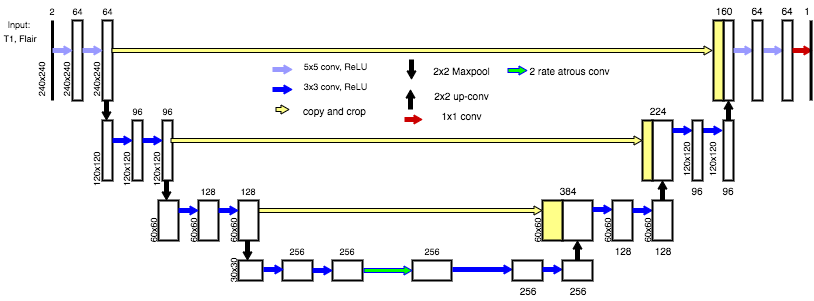 Input:
T1, Flair
2
64
64
160
64
64
1
240x240
240x240
240x240
5x5 conv, ReLU
3x3 conv, ReLU
copy and crop
2x2 Maxpool
2x2 up-conv
1x1 conv
2 rate atrous conv
96
96
224
120x120
120x120
120x120
120x120
120x120
96
96
128
128
384
60x60
60x60
60x60
60x60
60x60
60x60
128
128
256
256
256
30x30
256
256